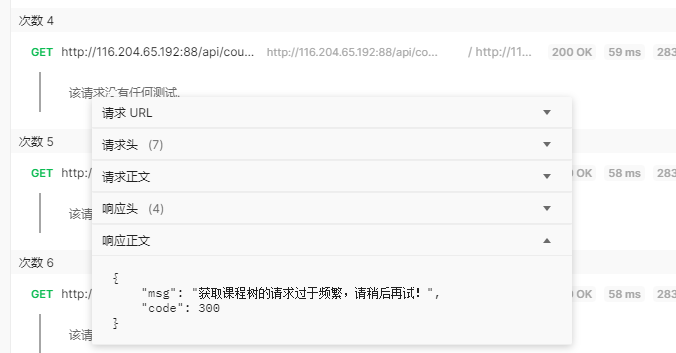 次数 4
GET http://116.204.65.192:88/api/cou... http://116.204.65.192:88/api/co... / http://11... 200 OK 59 ms 283
该请求没有任何测试.
请求 URL
请求头 (7)
次数 5
GET http:/ 0 OK 58 ms 283
请求正文
响应头 (4)
该请
响应正文
次数 6
{
GET http:/ 0 OK 58 ms 283
"msg": "获取课程树的请求过于频繁，请稍后再试！",
"code": 300
}
该请